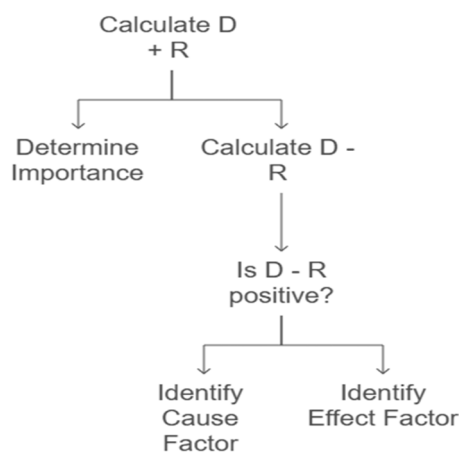 Calculate D
+ R
Determine
Importance
Calculate D -
R
Is D - R
positive?
Identify
Cause
Factor
Identify
Effect Factor